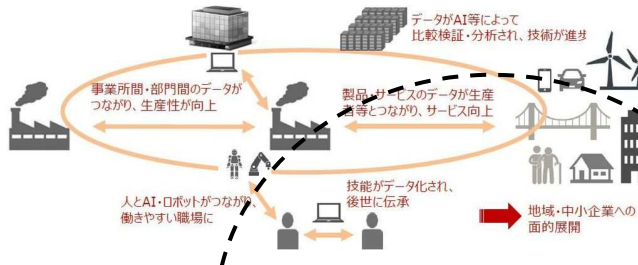 データがAI等によって
比較検証・分析され、技術が進歩
事業所間・部門間のデータが
つながり、生産性が向上
製品・サービスのデータが生産
者等とつながり、サービス向上
人とAI・ロボットがつながり、
働きやすい職場に
技能がデータ化され、
後世に伝承
地域・中小企業への
面的展開